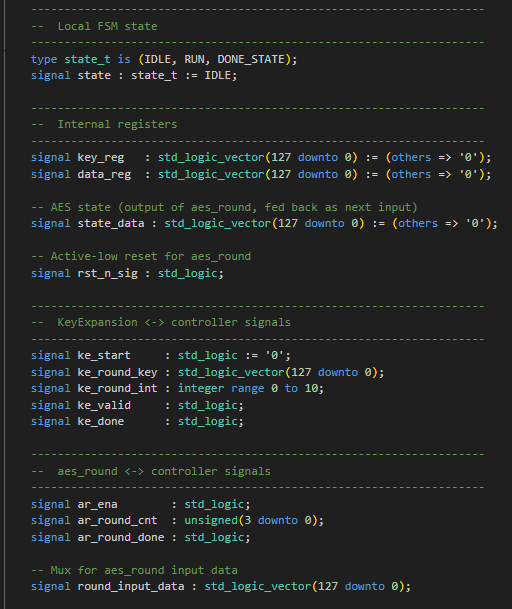 ----------------------------------------------------------------------
--  Local FSM state
----------------------------------------------------------------------
type state_t is (IDLE, RUN, DONE_STATE);
signal state : state_t := IDLE;
----------------------------------------------------------------------
--  Internal registers
----------------------------------------------------------------------
signal key_reg   : std_logic_vector(127 downto 0) := (others => '0');
signal data_reg  : std_logic_vector(127 downto 0) := (others => '0');
-- AES state (output of aes_round, fed back as next input)
signal state_data : std_logic_vector(127 downto 0) := (others => '0');
-- Active-low reset for aes_round
signal rst_n_sig : std_logic;
----------------------------------------------------------------------
--  KeyExpansion <-> controller signals
----------------------------------------------------------------------
signal ke_start     : std_logic := '0';
signal ke_round_key : std_logic_vector(127 downto 0);
signal ke_round_int : integer range 0 to 10;
signal ke_valid     : std_logic;
signal ke_done      : std_logic;
----------------------------------------------------------------------
--  aes_round <-> controller signals
----------------------------------------------------------------------
signal ar_ena        : std_logic;
signal ar_round_cnt  : unsigned(3 downto 0);
signal ar_round_done : std_logic;
-- Mux for aes_round input data
signal round_input_data : std_logic_vector(127 downto 0);